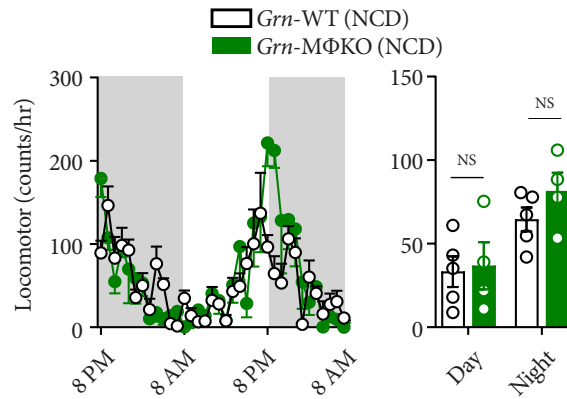 Grn-WT (NCD)
Grn-MΦKO (NCD)
Locomotor (counts/hr)
300
200
100
0
8 PM
8 AM
8 PM
8 AM
150
100
50
0
NS
NS
Day
Night